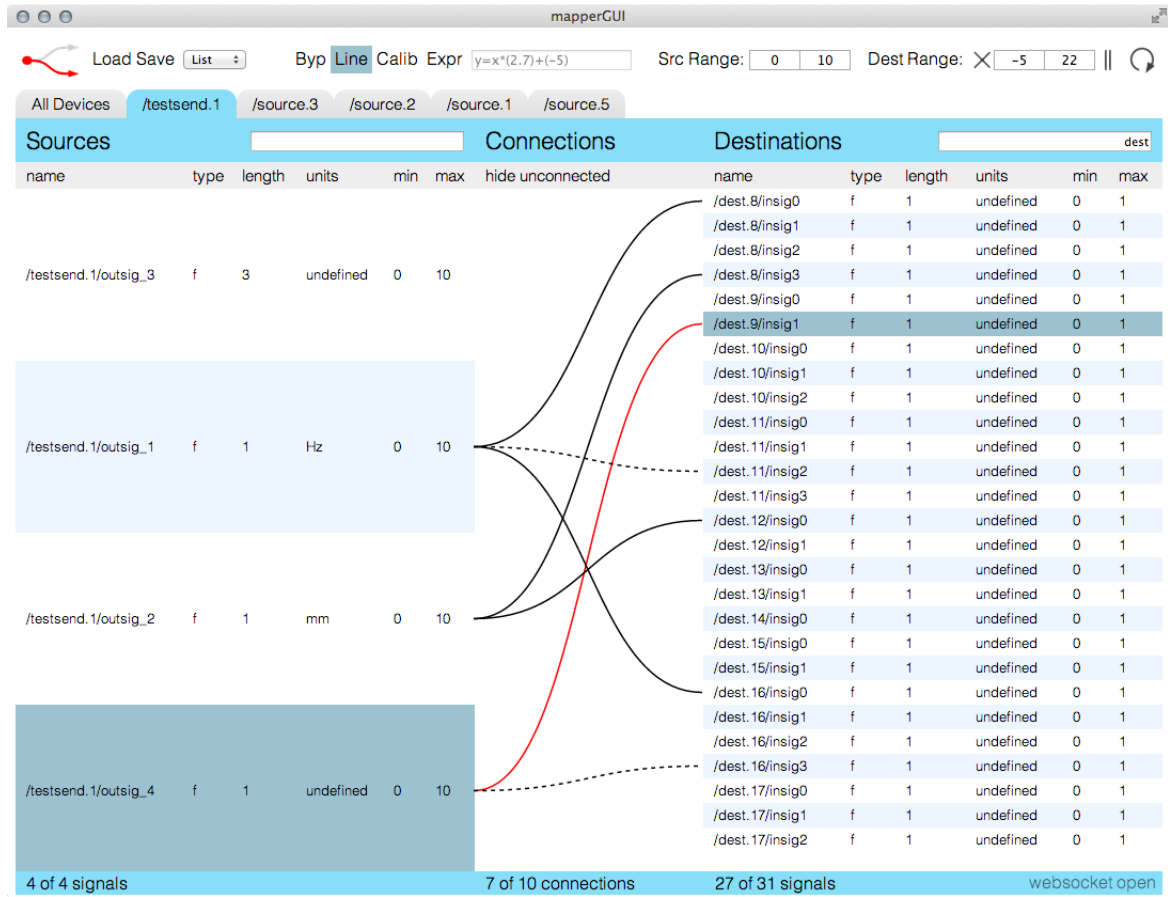 mapperGUI
Load Save List Byp Line Calib Expr y=x*(2.7)+(-5) Src Range: 0 10 Dest Range: -5 22
All Devices /testsend.1 /source.3 /source.2 /source.1 /source.5
Sources Connections Destinations dest
name type length units min max hide unconnected name type length units min max
/dest.8/insig0 f 1 undefined 0 1
/dest.8/insig1 f 1 undefined 0 1
/dest.8/insig2 f 1 undefined 0 1
/testsend.1/outsig_3 f 3 undefined 0 10 /dest.8/insig3 f 1 undefined 0 1
/dest.9/insig0 f 1 undefined 0 1
/dest.9/insig1 f 1 undefined 0 1
/dest.10/insig0 f 1 undefined 0 1
/dest.10/insig1 f 1 undefined 0 1
/dest.10/insig2 f 1 undefined 0 1
/dest.11/insig0 f 1 undefined 0 1
/testsend.1/outsig_1 f 1 Hz 0 10 /dest.11/insig1 f 1 undefined 0 1
/dest.11/insig2 f 1 undefined 0 1
/dest.11/insig3 f 1 undefined 0 1
/dest.12/insig0 f 1 undefined 0 1
/dest.12/insig1 f 1 undefined 0 1
/dest.13/insig0 f 1 undefined 0 1
/dest.13/insig1 f 1 undefined 0 1
/testsend.1/outsig_2 f 1 mm 0 10 /dest.14/insig0 f 1 undefined 0 1
/dest.15/insig0 f 1 undefined 0 1
/dest.15/insig1 f 1 undefined 0 1
/dest.16/insig0 f 1 undefined 0 1
/dest.16/insig1 f 1 undefined 0 1
/dest.16/insig2 f 1 undefined 0 1
/dest.16/insig3 f 1 undefined 0 1
/testsend.1/outsig_4 f 1 undefined 0 10 /dest.17/insig0 f 1 undefined 0 1
/dest.17/insig1 f 1 undefined 0 1
/dest.17/insig2 f 1 undefined 0 1
4 of 4 signals 7 of 10 connections 27 of 31 signals websocket open